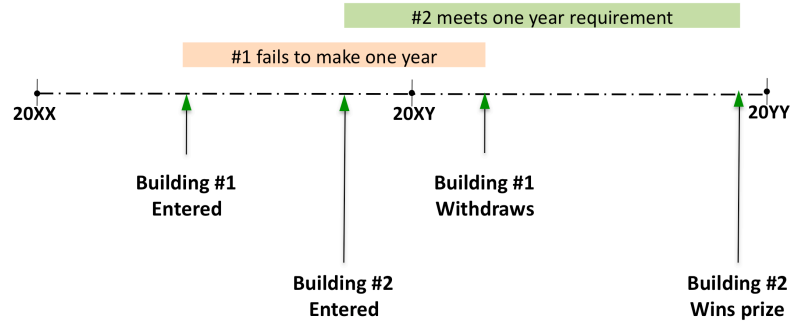 #2 meets one year requirement
#1 fails to make one year
20XX
20XY
20YY
Building #1
Entered
Building #1
Withdraws
Building #2
Entered
Building #2
Wins prize